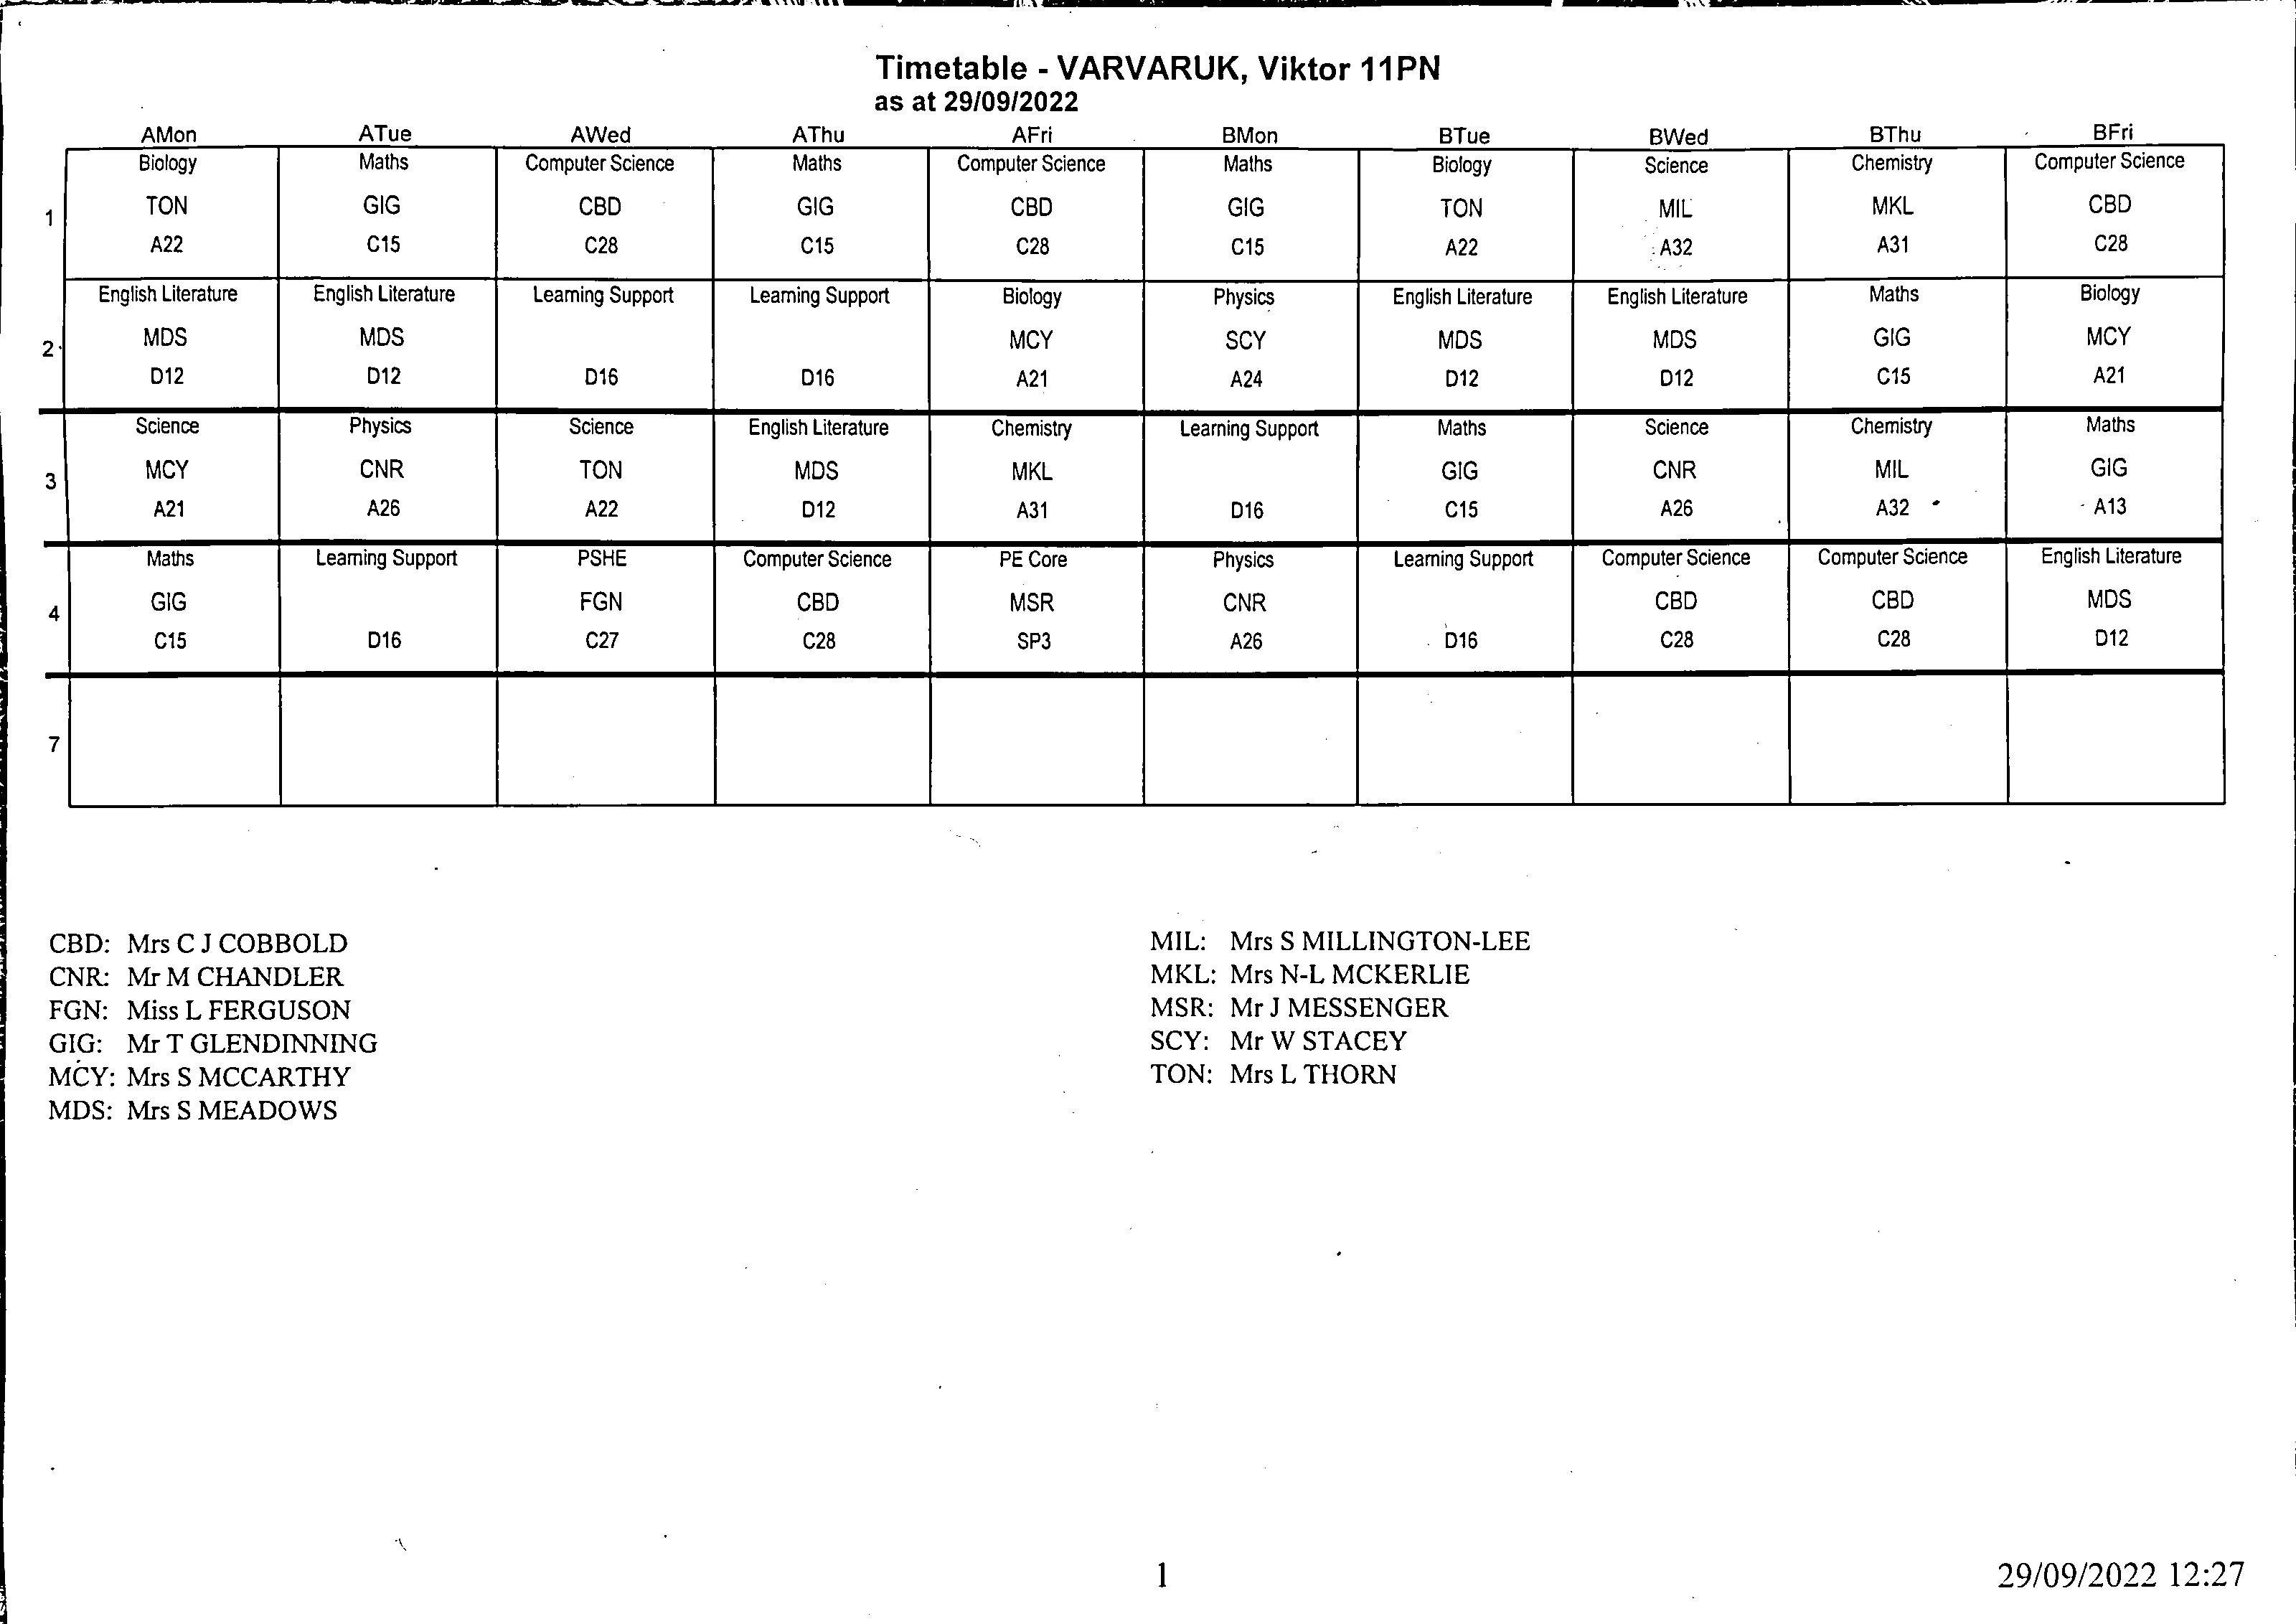 Timetable - VARVARUK, Viktor 11PN
as at 29/09/2022
AMon ATue AWed AThu AFri BMon BTue BWed BThu BFri
Biology Maths Computer Science Maths Computer Science Maths Biology Science Chemistry Computer Science
1 TON GIG CBD GIG CBD GIG TON MIL MKL CBD
A22 C15 C28 C15 C28 C15 A22 A32 A31 C28
English Literature English Literature Learning Support Learning Support Biology Physics English Literature English Literature Maths Biology
2 MDS MDS MCY SCY MDS MDS GIG MCY
D12 D12 D16 D16 A21 A24 D12 D12 C15 A21
Science Physics Science English Literature Chemistry Learning Support Maths Science Chemistry Maths
3 MCY CNR TON MDS MKL GIG CNR MIL GIG
A21 A26 A22 D12 A31 D16 C15 A26 A32 A13
Maths Learning Support PSHE Computer Science PE Core Physics Learning Support Computer Science Computer Science English Literature
4 GIG FGN CBD MSR CNR CBD CBD MDS
C15 D16 C27 C28 SP3 A26 D16 C28 C28 D12
7
CBD: Mrs C J COBBOLD
CNR: Mr M CHANDLER
FGN: Miss L FERGUSON
GIG: Mr T GLENDINNING
MCY: Mrs S MCCARTHY
MDS: Mrs S MEADOWS
MIL: Mrs S MILLINGTON-LEE
MKL: Mrs N-L MCKERLIE
MSR: Mr J MESSENGER
SCY: Mr W STACEY
TON: Mrs L THORN
1
29/09/2022 12:27